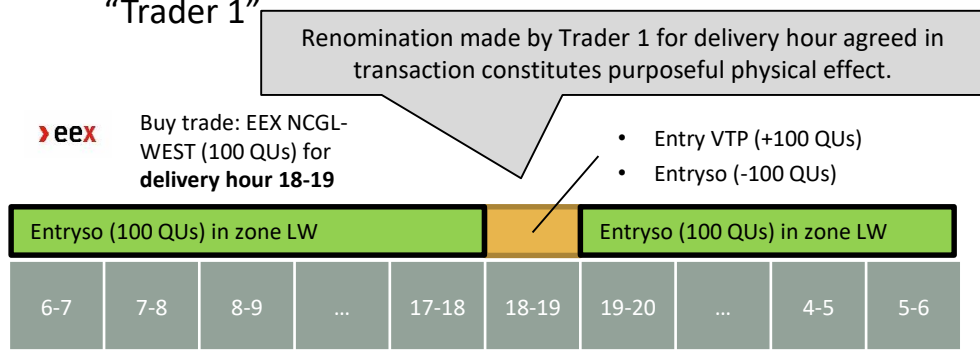 “Trader 1”
Renomination made by Trader 1 for delivery hour agreed in
transaction constitutes purposeful physical effect.
eex
Buy trade: EEX NCGL-
WEST (100 QUs) for
delivery hour 18-19
• Entry VTP (+100 QUs)
• Entryso (-100 QUs)
Entryso (100 QUs) in zone LW
Entryso (100 QUs) in zone LW
6-7 7-8 8-9 ... 17-18 18-19 19-20 ... 4-5 5-6